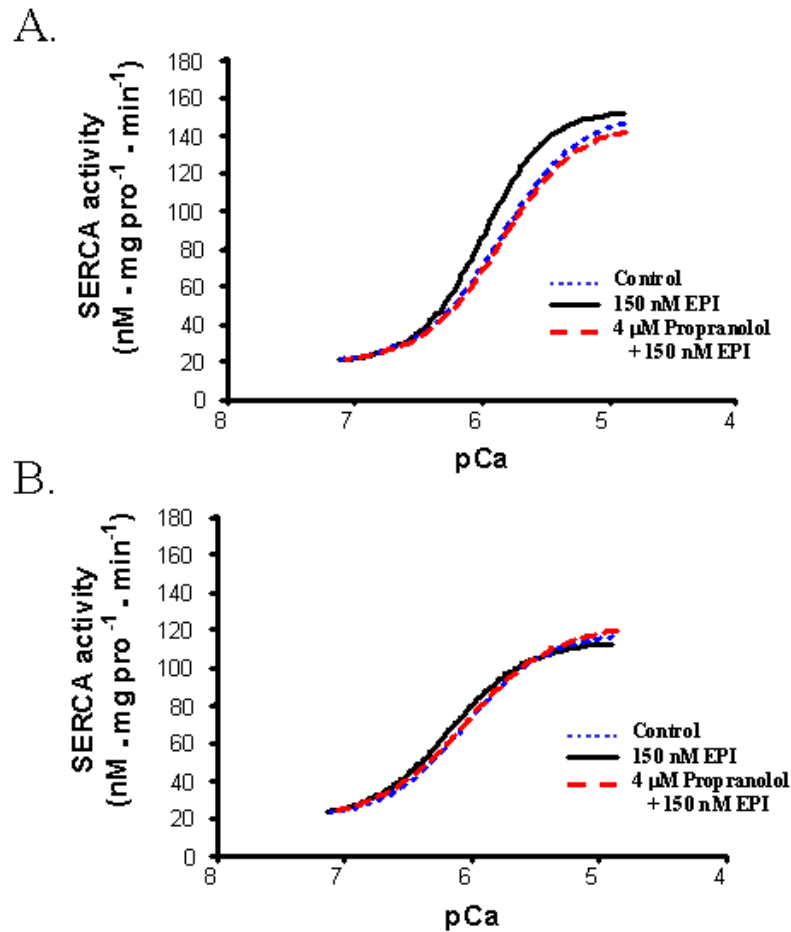 A.
SERCA activity
(nM - mg pro⁻¹ - min⁻¹)
180
160
140
120
100
80
60
40
20
0
8
7
6
5
4
pCa
Control
150 nM EPI
4 µM Propranolol
+150 nM EPI
B.
SERCA activity
(nM - mg pro⁻¹ - min⁻¹)
180
160
140
120
100
80
60
40
20
0
8
7
6
5
4
pCa
Control
150 nM EPI
4 µM Propranolol
+150 nM EPI